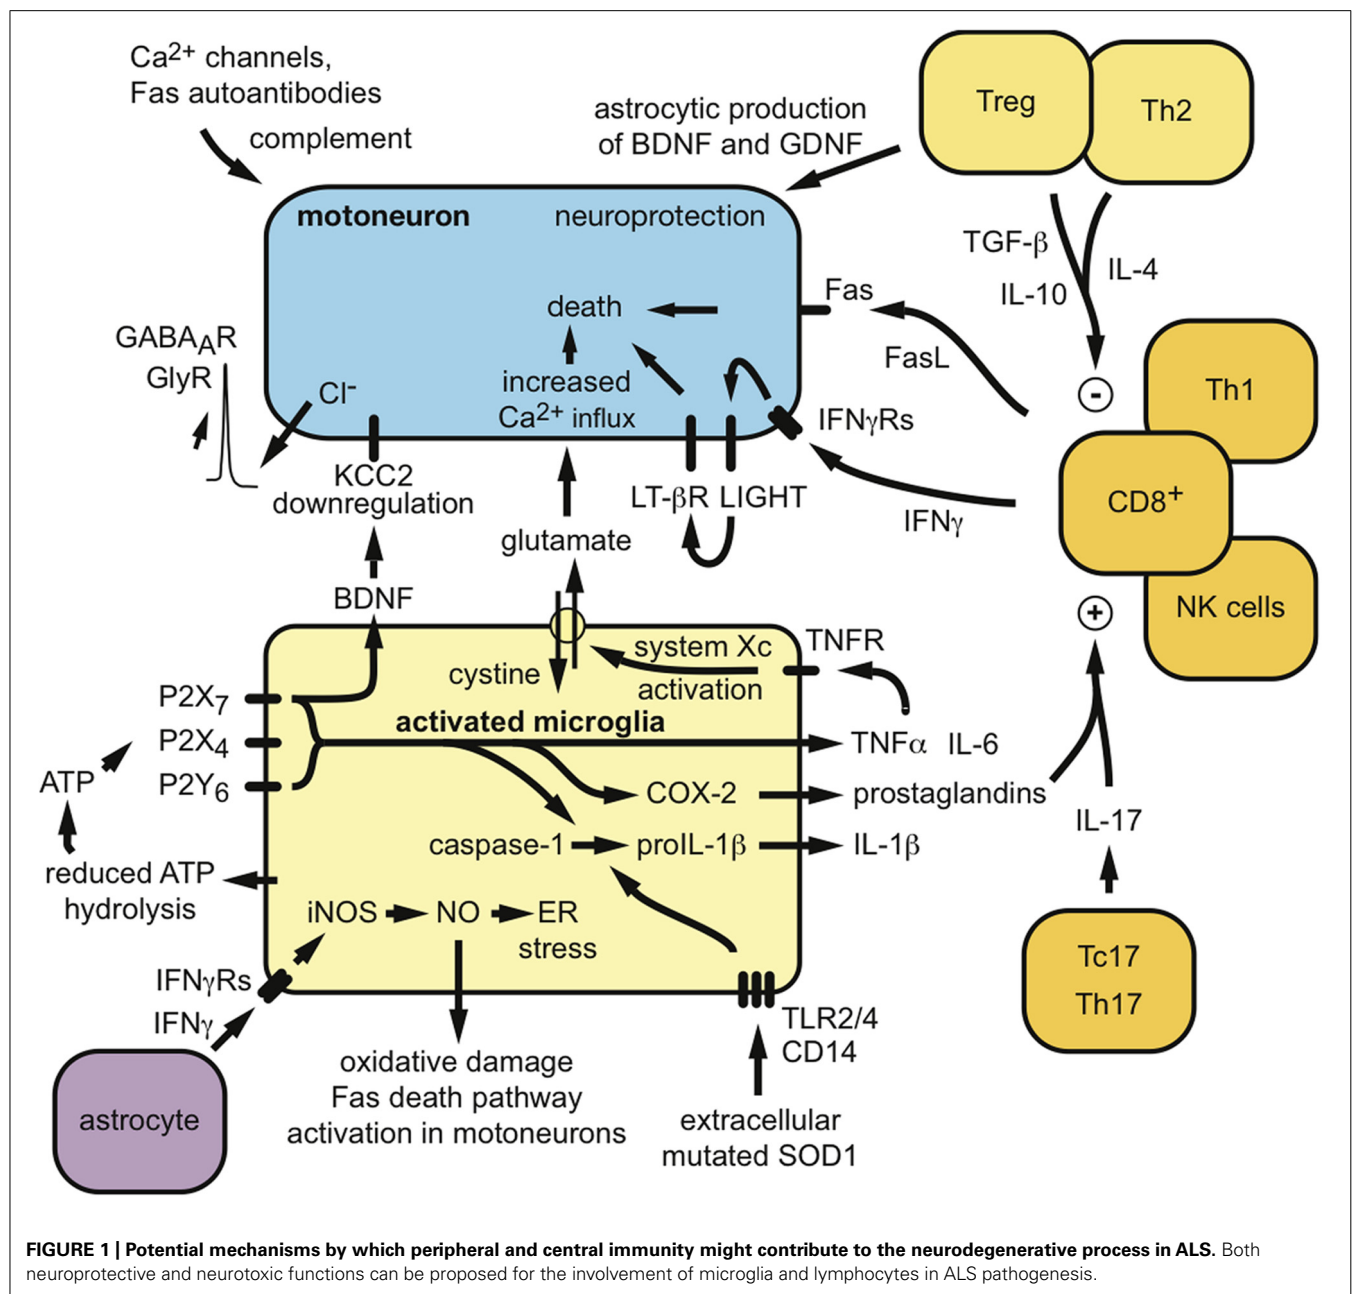 Ca2+ channels,
Fas autoantibodies
complement
astrocytic production
of BDNF and GDNF
Treg
Th2
motoneuron
neuroprotection
TGF-β
IL-10
IL-4
death
Fas
FasL
GABAAR
GlyR
Cl-
increased
Ca2+ influx
IFNγRs
-
Th1
CD8+
KCC2
downregulation
LT-βR LIGHT
IFNγ
glutamate
BDNF
+
NK cells
system Xc
activation
TNFR
cystine
P2X7
P2X4
P2Y6
activated microglia
TNFα IL-6
ATP
COX-2
prostaglandins
IL-17
caspase-1
proIL-1β
IL-1β
reduced ATP
hydrolysis
iNOS
NO
ER
stress
Tc17
Th17
IFNγRs
IFNγ
TLR2/4
CD14
astrocyte
oxidative damage
Fas death pathway
activation in motoneurons
extracellular
mutated SOD1
FIGURE 1 | Potential mechanisms by which peripheral and central immunity might contribute to the neurodegenerative process in ALS. Both
neuroprotective and neurotoxic functions can be proposed for the involvement of microglia and lymphocytes in ALS pathogenesis.